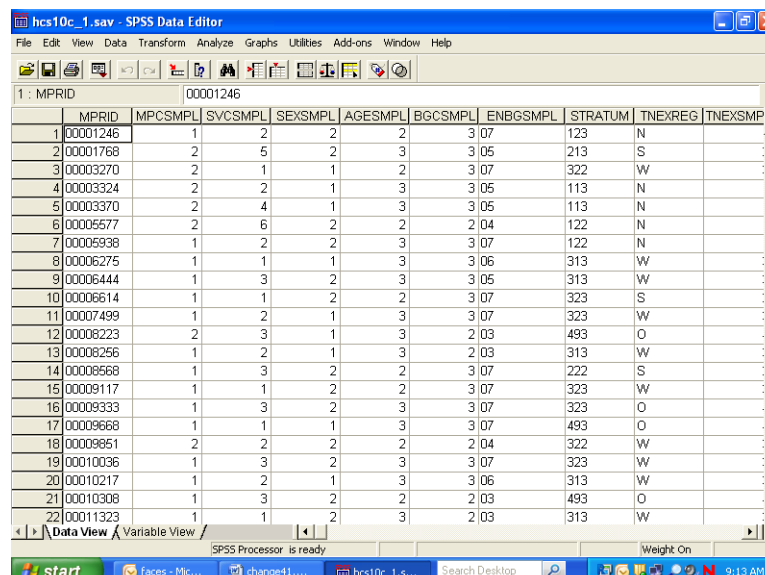 hcs10c_1.sav - SPSS Data Editor
File Edit View Data Transform Analyze Graphs Utilities Add-ons Window Help
1 : MPRID 00001246
MPRID MPCSMPL SVCSMPL SEXSMPL AGESMPL BGCSMPL ENBGSMPL STRATUM TNEXREG TNEXSMP
1 00001246 1 2 2 2 3 07 123 N
2 00001768 2 5 2 3 3 05 213 S
3 00003270 2 1 1 2 3 07 322 W
4 00003324 2 2 1 3 3 05 113 N
5 00003370 2 4 1 3 3 05 113 N
6 00005577 2 6 2 2 2 04 122 N
7 00005938 1 2 2 3 3 07 122 N
8 00006275 1 1 1 3 3 06 313 W
9 00006444 1 3 2 3 3 05 313 W
10 00006614 1 1 2 2 3 07 323 S
11 00007499 1 2 1 3 3 07 323 W
12 00008223 2 3 1 3 2 03 493 O
13 00008256 1 2 1 3 2 03 313 W
14 00008568 1 3 2 2 3 07 222 S
15 00009117 1 1 2 2 3 07 323 W
16 00009333 1 3 2 3 3 07 323 O
17 00009668 1 1 1 3 3 07 493 O
18 00009851 2 2 2 2 2 04 322 W
19 00010036 1 3 2 3 3 07 323 W
20 00010217 1 2 1 3 3 06 313 W
21 00010308 1 3 2 2 2 03 493 O
22 00011323 1 1 2 3 2 03 313 W
Data View Variable View
SPSS Processor is ready Weight On
start faces - Mic... change41.... hcs10c_1.s... Search Desktop N 9:13 AM